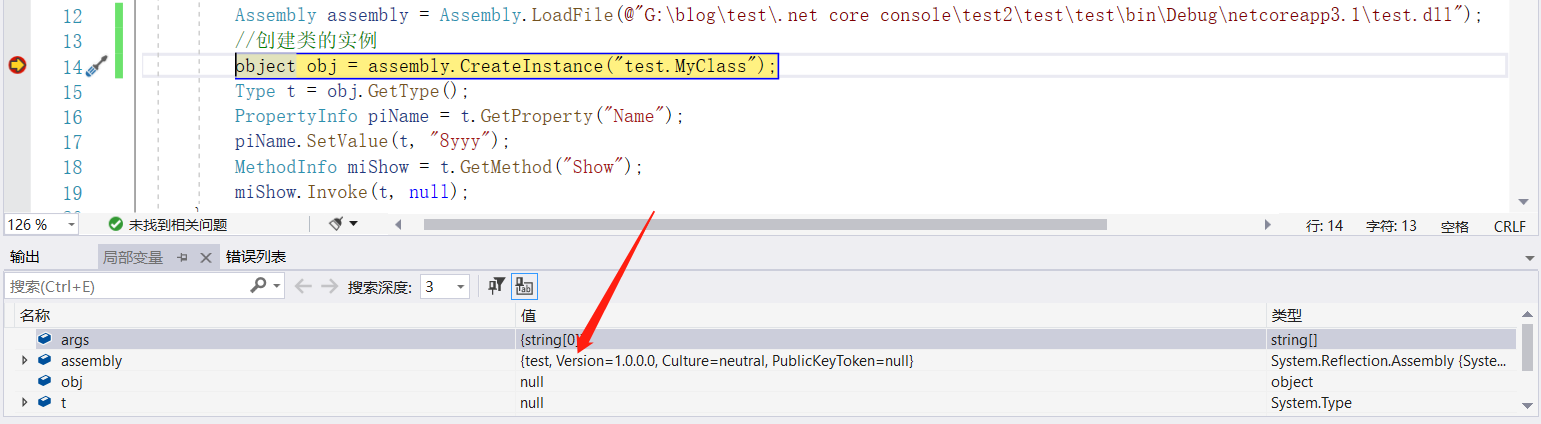 12 Assembly assembly = Assembly.LoadFile(@"G:\blog\test\.net core console\test2\test\test\bin\Debug\netcoreapp3.1\test.dll");
13 //创建类的实例
14 object obj = assembly.CreateInstance("test.MyClass");
15 Type t = obj.GetType();
16 PropertyInfo piName = t.GetProperty("Name");
17 piName.SetValue(t, "8yyy");
18 MethodInfo miShow = t.GetMethod("Show");
19 miShow.Invoke(t, null);
126 % 未找到相关问题 行: 14 字符: 13 空格 CRLF
输出 局部变量 错误列表
搜索(Ctrl+E) 搜索深度: 3
名称 值 类型
args {string[0]} string[]
assembly {test, Version=1.0.0.0, Culture=neutral, PublicKeyToken=null} System.Reflection.Assembly {Syste...
obj null object
t null System.Type